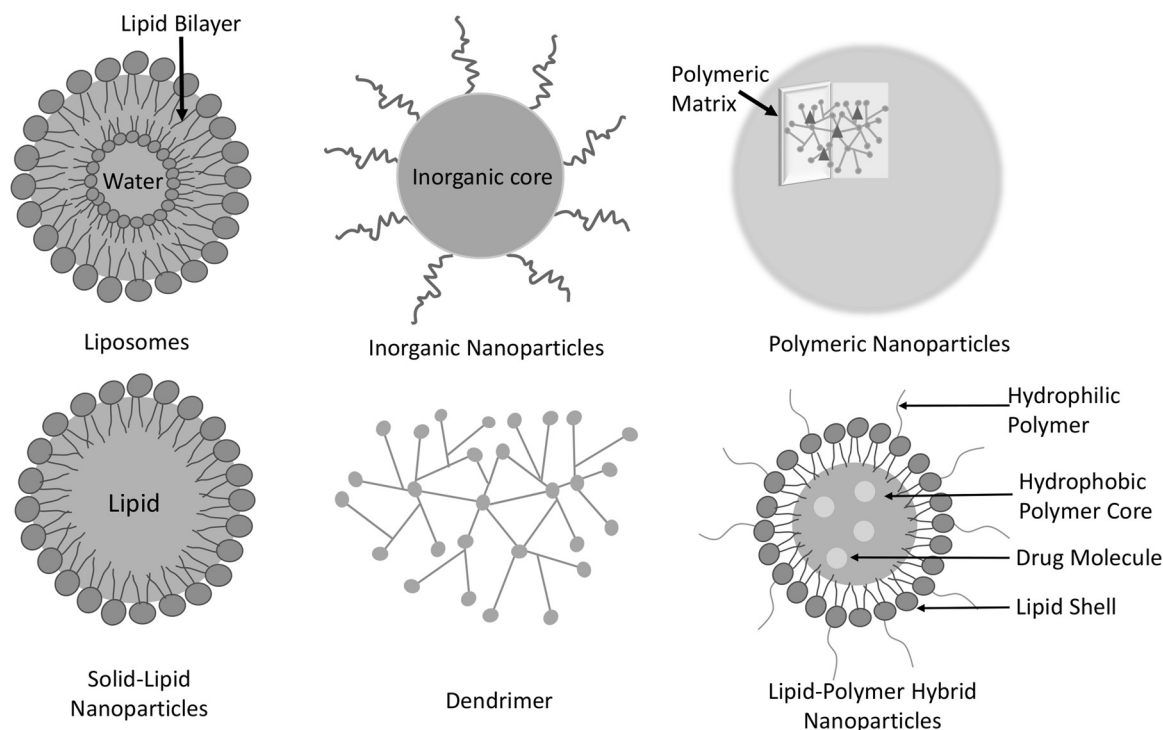 Lipid Bilayer
Water
Liposomes
Inorganic core
Inorganic Nanoparticles
Polymeric
Matrix
Polymeric Nanoparticles
Lipid
Solid-Lipid
Nanoparticles
Dendrimer
Hydrophilic
Polymer
Hydrophobic
Polymer Core
Drug Molecule
Lipid Shell
Lipid-Polymer Hybrid
Nanoparticles